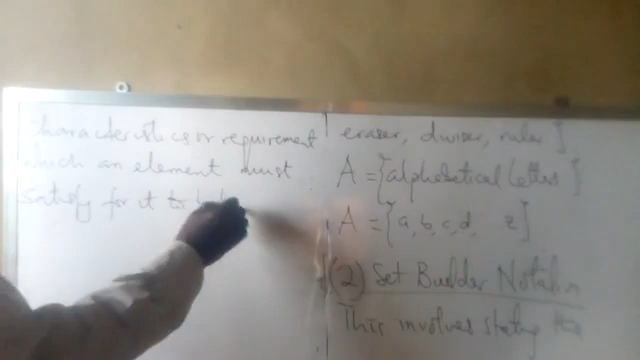 characteristics or requirement
which an element must
satisfy for it to
eraser, divider, ruler }
A = {alphabetical letters}
A = {a, b, c, d, z}
(2) Set Builder Notation
This involves stating the